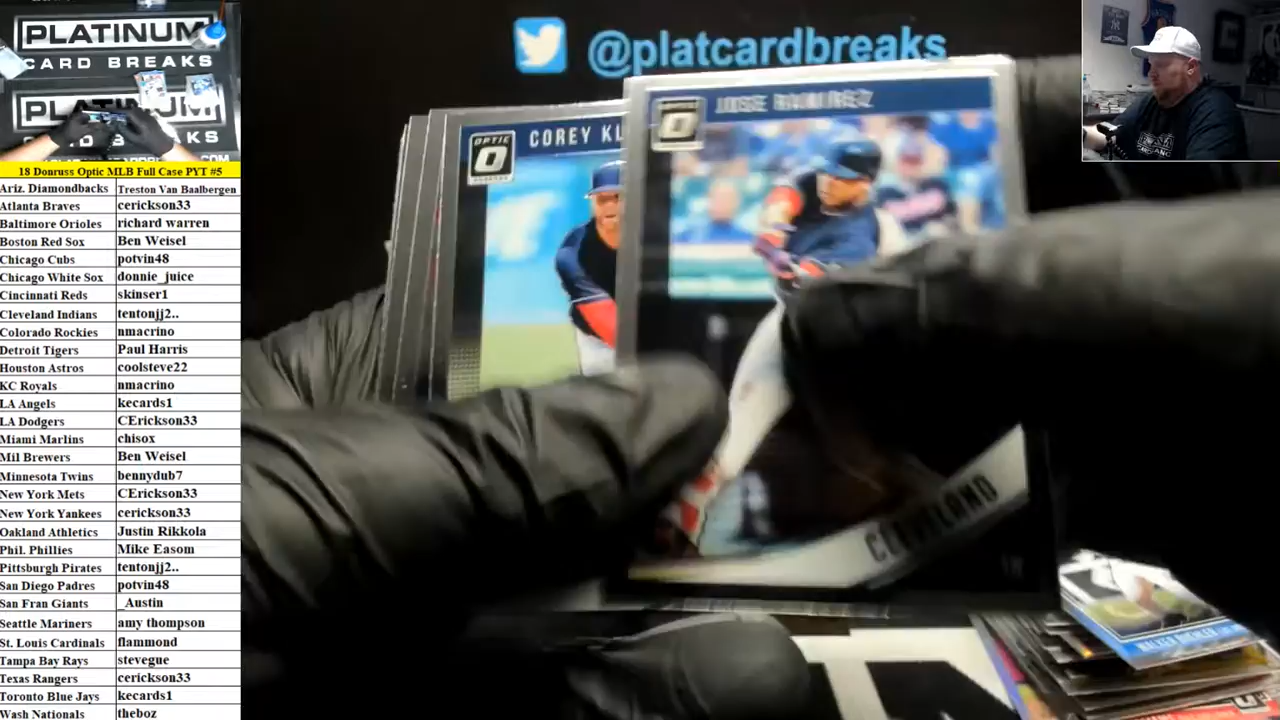 PLATINUM
CARD BREAKS
@platcardbreaks
18 Donruss Optic MLB Full Case PYT #5
Ariz. Diamondbacks Treston Van Baalbergen
Atlanta Braves cerickson33
Baltimore Orioles richard warren
Boston Red Sox Ben Weisel
Chicago Cubs potvin48
Chicago White Sox donnie_juice
Cincinnati Reds skinser1
Cleveland Indians tentonjj2..
Colorado Rockies nmacrino
Detroit Tigers Paul Harris
Houston Astros coolsteve22
KC Royals nmacrino
LA Angels kecards1
LA Dodgers CErickson33
Miami Marlins chisox
Mil Brewers Ben Weisel
Minnesota Twins bennydub7
New York Mets CErickson33
New York Yankees cerickson33
Oakland Athletics Justin Rikkola
Phil. Phillies Mike Easom
Pittsburgh Pirates tentonjj2..
San Diego Padres potvin48
San Fran Giants _Austin
Seattle Mariners amy thompson
St. Louis Cardinals flammond
Tampa Bay Rays stevegue
Texas Rangers cerickson33
Toronto Blue Jays kecards1
Wash Nationals theboz
OPTIC
COREY KL
JOSE RAMIREZ
CLEVELAND